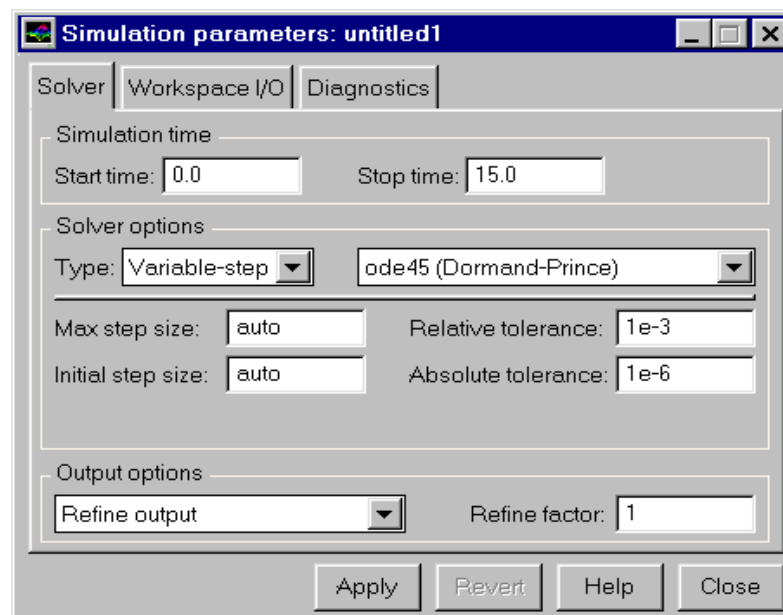 Simulation parameters: untitled1
Solver Workspace I/O Diagnostics
Simulation time
Start time: 0.0 Stop time: 15.0
Solver options
Type: Variable-step ode45 (Dormand-Prince)
Max step size: auto Relative tolerance: 1e-3
Initial step size: auto Absolute tolerance: 1e-6
Output options
Refine output Refine factor: 1
Apply Revert Help Close